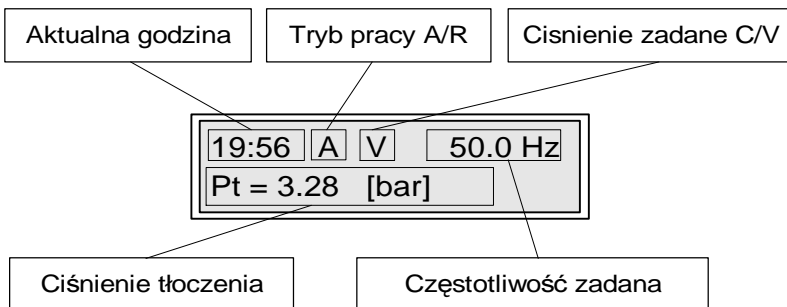 Aktualna godzina
Tryb pracy A/R
Cisnienie zadane C/V
19:56 A V 50.0 Hz
Pt = 3.28 [bar]
Ciśnienie tłoczenia
Częstotliwość zadana